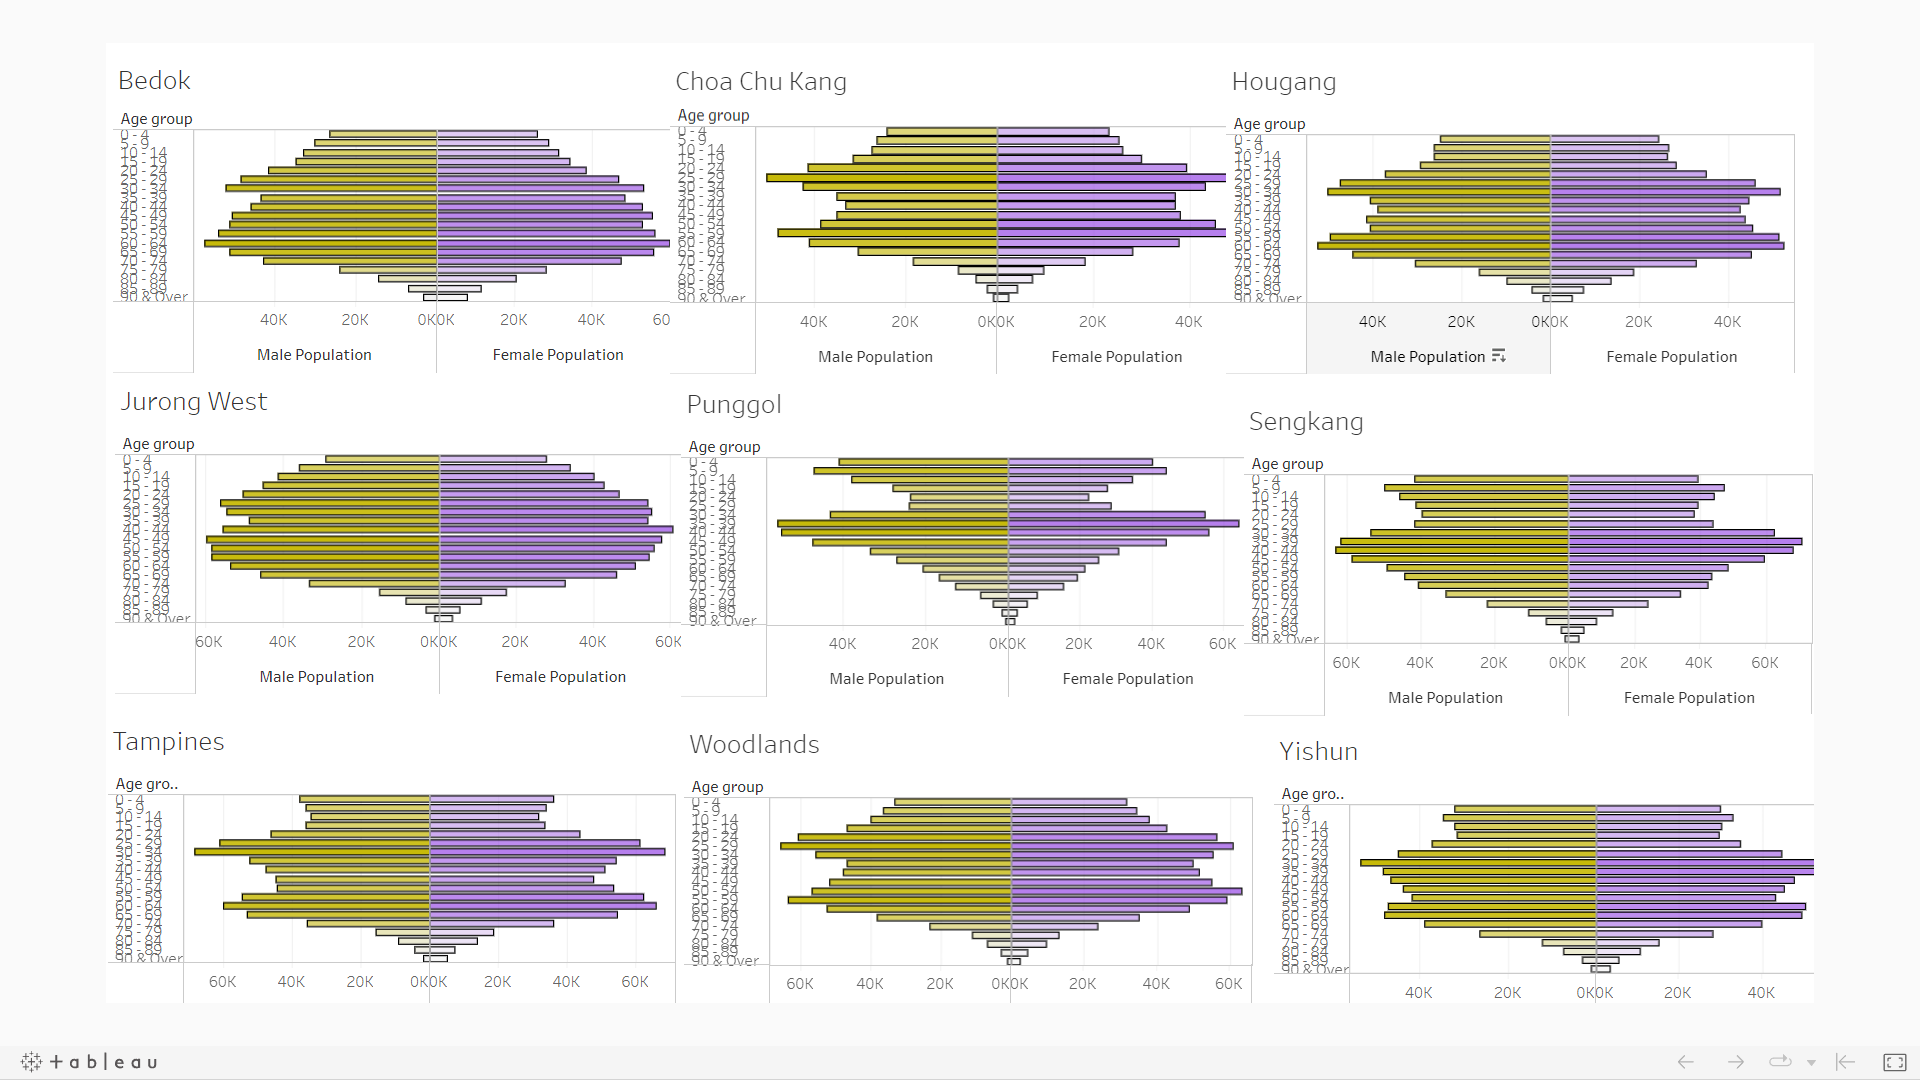 Bedok
Age group
0 - 4
5 - 9
10 - 14
15 - 19
20 - 24
25 - 29
30 - 34
35 - 39
40 - 44
45 - 49
50 - 54
55 - 59
60 - 64
65 - 69
70 - 74
75 - 79
80 - 84
85 - 89
90 & Over
40K 20K 0K 0K 20K 40K 60
Male Population Female Population
Choa Chu Kang
Age group
0 - 4
5 - 9
10 - 14
15 - 19
20 - 24
25 - 29
30 - 34
35 - 39
40 - 44
45 - 49
50 - 54
55 - 59
60 - 64
65 - 69
70 - 74
75 - 79
80 - 84
85 - 89
90 & Over
40K 20K 0K 0K 20K 40K
Male Population Female Population
Hougang
Age group
0 - 4
5 - 9
10 - 14
15 - 19
20 - 24
25 - 29
30 - 34
35 - 39
40 - 44
45 - 49
50 - 54
55 - 59
60 - 64
65 - 69
70 - 74
75 - 79
80 - 84
85 - 89
90 & Over
40K 20K 0K 0K 20K 40K
Male Population Female Population
Jurong West
Age group
0 - 4
5 - 9
10 - 14
15 - 19
20 - 24
25 - 29
30 - 34
35 - 39
40 - 44
45 - 49
50 - 54
55 - 59
60 - 64
65 - 69
70 - 74
75 - 79
80 - 84
85 - 89
90 & Over
60K 40K 20K 0K 0K 20K 40K 60K
Male Population Female Population
Punggol
Age group
0 - 4
5 - 9
10 - 14
15 - 19
20 - 24
25 - 29
30 - 34
35 - 39
40 - 44
45 - 49
50 - 54
55 - 59
60 - 64
65 - 69
70 - 74
75 - 79
80 - 84
85 - 89
90 & Over
40K 20K 0K 0K 20K 40K 60K
Male Population Female Population
Sengkang
Age group
0 - 4
5 - 9
10 - 14
15 - 19
20 - 24
25 - 29
30 - 34
35 - 39
40 - 44
45 - 49
50 - 54
55 - 59
60 - 64
65 - 69
70 - 74
75 - 79
80 - 84
85 - 89
90 & Over
60K 40K 20K 0K 0K 20K 40K 60K
Male Population Female Population
Tampines
Age gro..
0 - 4
5 - 9
10 - 14
15 - 19
20 - 24
25 - 29
30 - 34
35 - 39
40 - 44
45 - 49
50 - 54
55 - 59
60 - 64
65 - 69
70 - 74
75 - 79
80 - 84
85 - 89
90 & Over
60K 40K 20K 0K 0K 20K 40K 60K
Woodlands
Age group
0 - 4
5 - 9
10 - 14
15 - 19
20 - 24
25 - 29
30 - 34
35 - 39
40 - 44
45 - 49
50 - 54
55 - 59
60 - 64
65 - 69
70 - 74
75 - 79
80 - 84
85 - 89
90 & Over
60K 40K 20K 0K 0K 20K 40K 60K
Yishun
Age gro..
0 - 4
5 - 9
10 - 14
15 - 19
20 - 24
25 - 29
30 - 34
35 - 39
40 - 44
45 - 49
50 - 54
55 - 59
60 - 64
65 - 69
70 - 74
75 - 79
80 - 84
85 - 89
90 & Over
40K 20K 0K 0K 20K 40K
+ a b l e a u